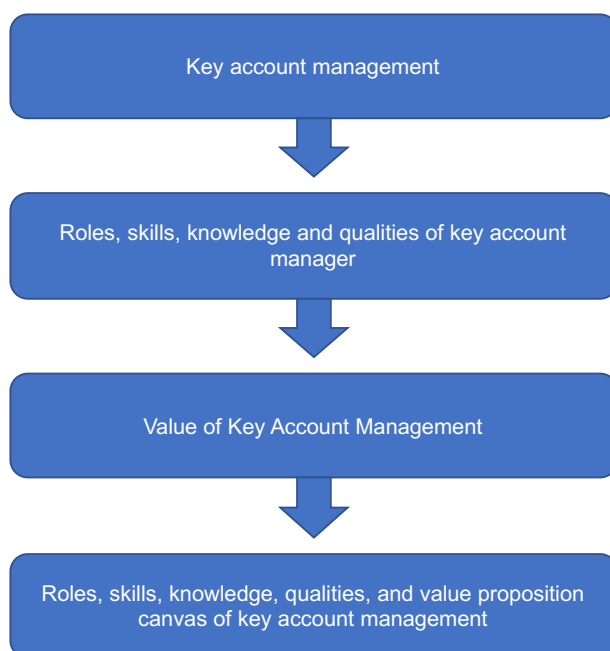 Key account management
Roles, skills, knowledge and qualities of key account
manager
Value of Key Account Management
Roles, skills, knowledge, qualities, and value proposition
canvas of key account management